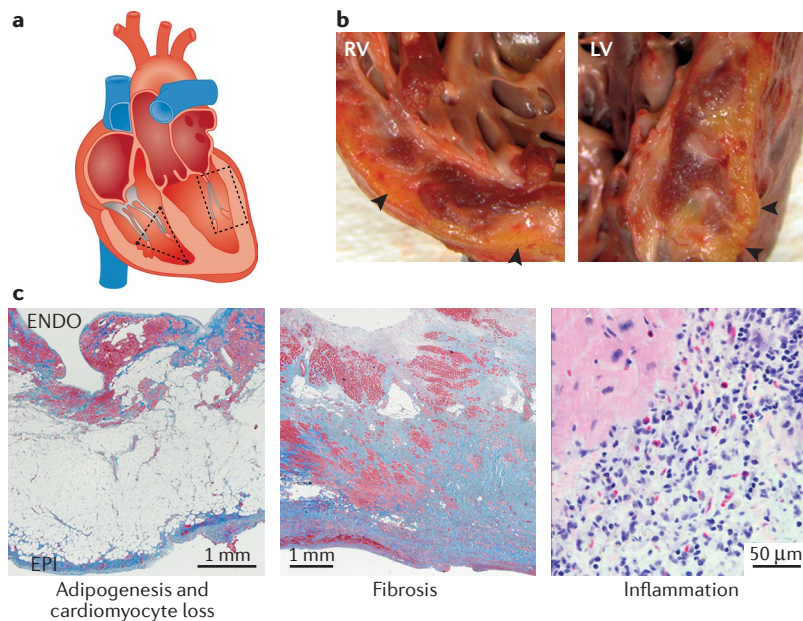 a
b
RV
LV
c
ENDO
EPI
1 mm
1 mm
50 μm
Adipogenesis and
cardiomyocyte loss
Fibrosis
Inflammation